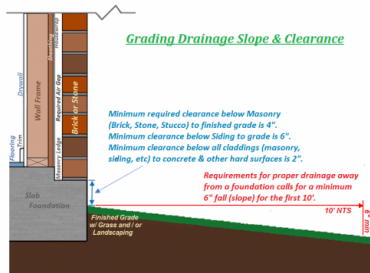 Grading Drainage Slope & Clearance
Sheathing
HouseWrap
Drywall
Wall Frame
Required Air Gap
Brick or Stone
Flooring
Trim
Masonry Ledge
Minimum required clearance below Masonry
(Brick, Stone, Stucco) to finished grade is 4".
Minimum clearance below Siding to grade is 6".
Minimum clearance below all claddings (masonry,
siding, etc) to concrete & other hard surfaces is 2".
Requirements for proper drainage away
from a foundation calls for a minimum
6" fall (slope) for the first 10'.
Slab
Foundation
10' NTS
6" min
Finished Grade
w/ Grass and / or
Landscaping